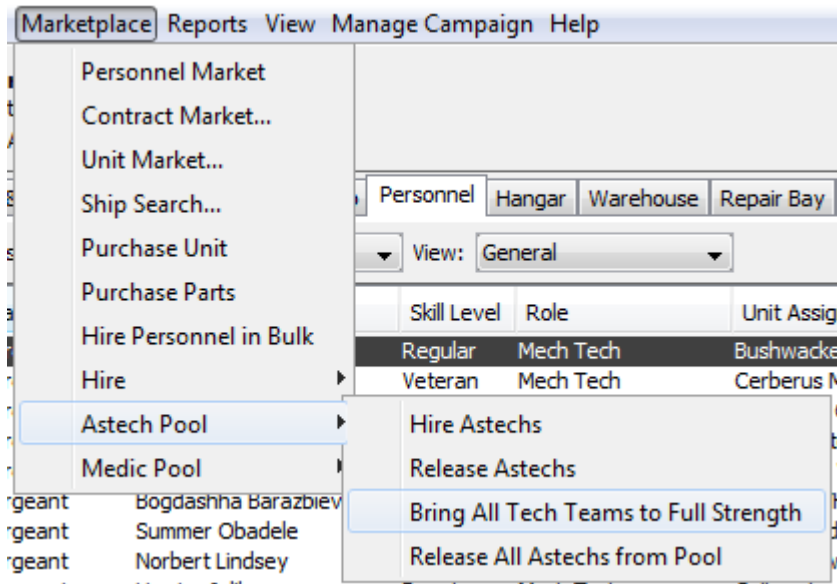 Marketplace Reports View Manage Campaign Help
Personnel Market
Contract Market...
Unit Market...
Ship Search...
Purchase Unit
Purchase Parts
Hire Personnel in Bulk
Hire
Astech Pool
Medic Pool
Personnel Hangar Warehouse Repair Bay
View: General
Skill Level Role Unit Assig
Regular Mech Tech Bushwacke
Veteran Mech Tech Cerberus M
Hire Astechs
Release Astechs
Bring All Tech Teams to Full Strength
Release All Astechs from Pool
rgeant Bogdashha Barazbiev
rgeant Summer Obadele
rgeant Norbert Lindsey